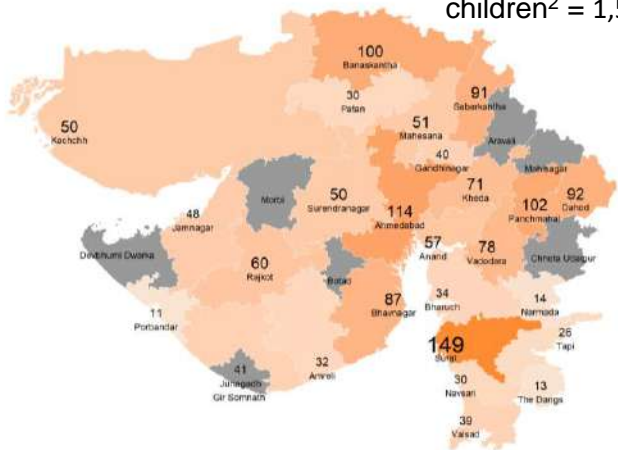 children² = 1,5
100
Banaskantha
30
Patan
91
Sabarkantha
50
Kachchh
51
Mahesana
Aravali
40
Gandhinagar
Mahisagar
Morbi
50
Surendranagar
71
Kheda
92
Dahod
102
Panchmahal
48
Jamnagar
114
Ahmedabad
57
Anand
78
Vadodara
Chhota Udaipur
Devbhumi Dwarka
60
Rajkot
Botad
87
Bhavnagar
34
Bharuch
14
Narmada
11
Porbandar
149
Surat
26
Tapi
41
Junagadh
Gir Somnath
32
Amreli
30
Navsari
13
The Dangs
39
Valsad